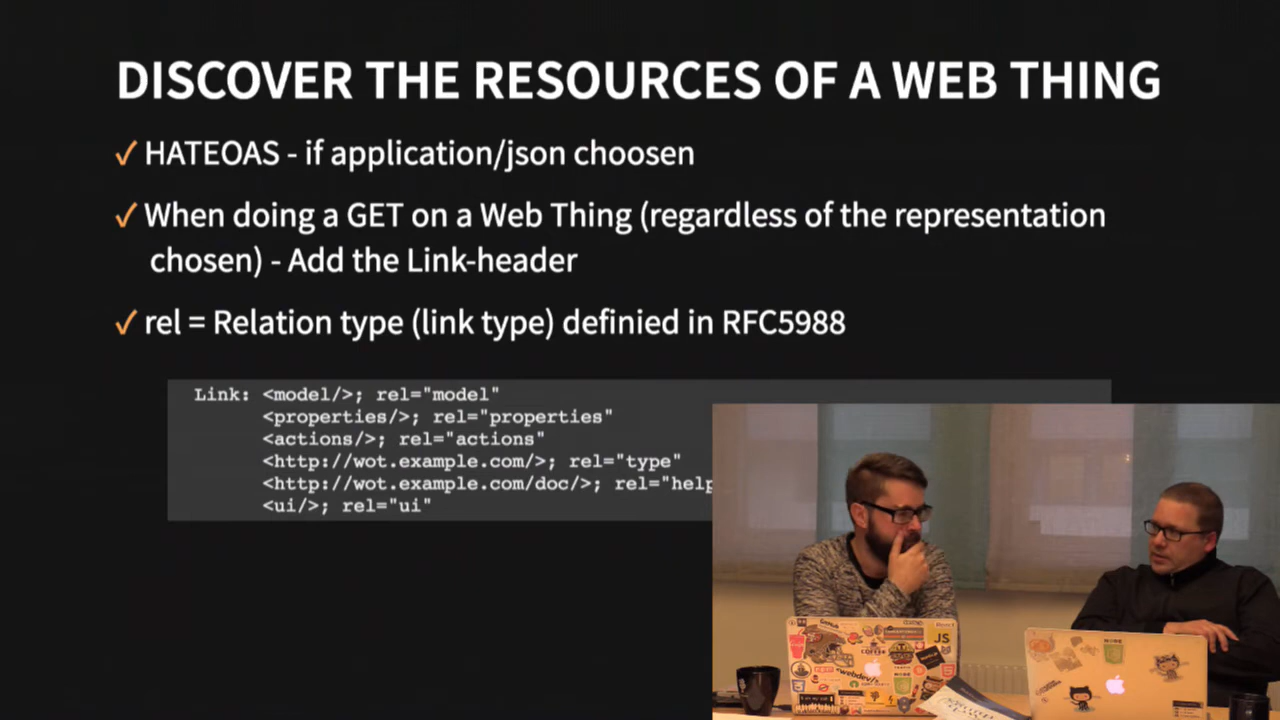 DISCOVER THE RESOURCES OF A WEB THING
✓ HATEOAS - if application/json choosen
✓ When doing a GET on a Web Thing (regardless of the representation
chosen) - Add the Link-header
✓ rel = Relation type (link type) definied in RFC5988
Link: <model/>; rel="model"
<properties/>; rel="properties"
<actions/>; rel="actions"
<http://wot.example.com/>; rel="type"
<http://wot.example.com/doc/>; rel="help
<ui/>; rel="ui"
JS
COFFEE
webdev/s